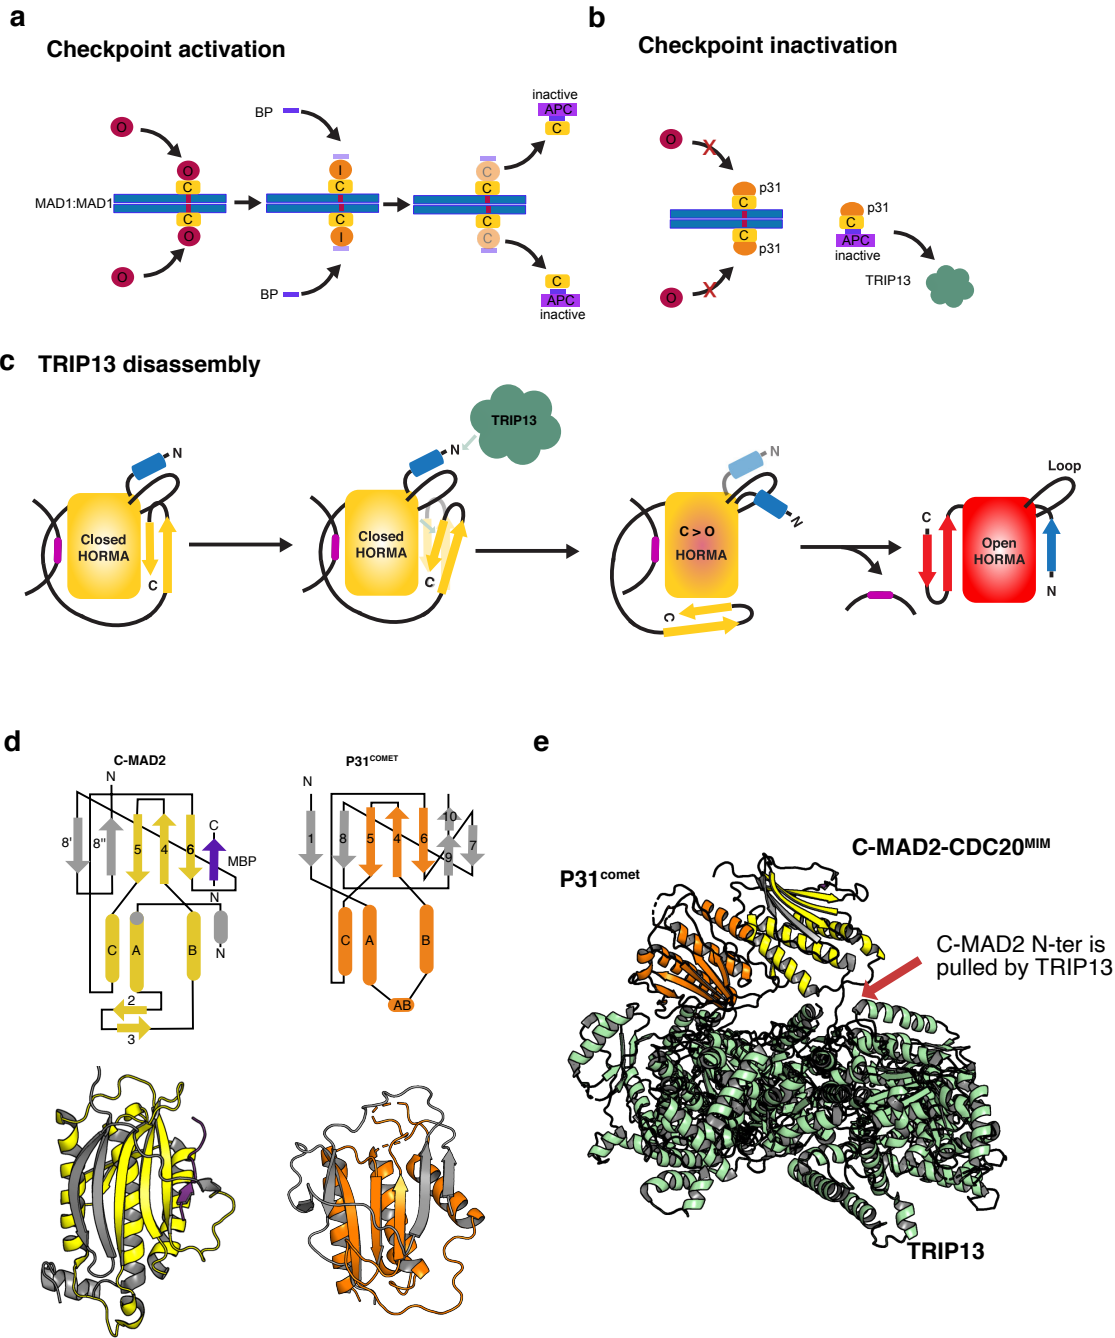 a
Checkpoint activation
b
Checkpoint inactivation
O
O
C
MAD1:MAD1
C
O
O
BP
I
C
C
I
BP
C
C
C
C
inactive
APC
C
C
APC
inactive
O
X
p31
C
C
p31
O
X
p31
C
APC
inactive
TRIP13
c
TRIP13 disassembly
N
Closed
HORMA
C
TRIP13
N
Closed
HORMA
C
N
N
C > O
HORMA
C
Loop
C
Open
HORMA
N
d
C-MAD2
N
8'
8''
5
4
6
C
MBP
N
C
A
B
N
2
3
P31COMET
N
1
8
5
4
6
10
9
7
C
A
B
AB
e
P31comet
C-MAD2-CDC20MIM
C-MAD2 N-ter is
pulled by TRIP13
TRIP13